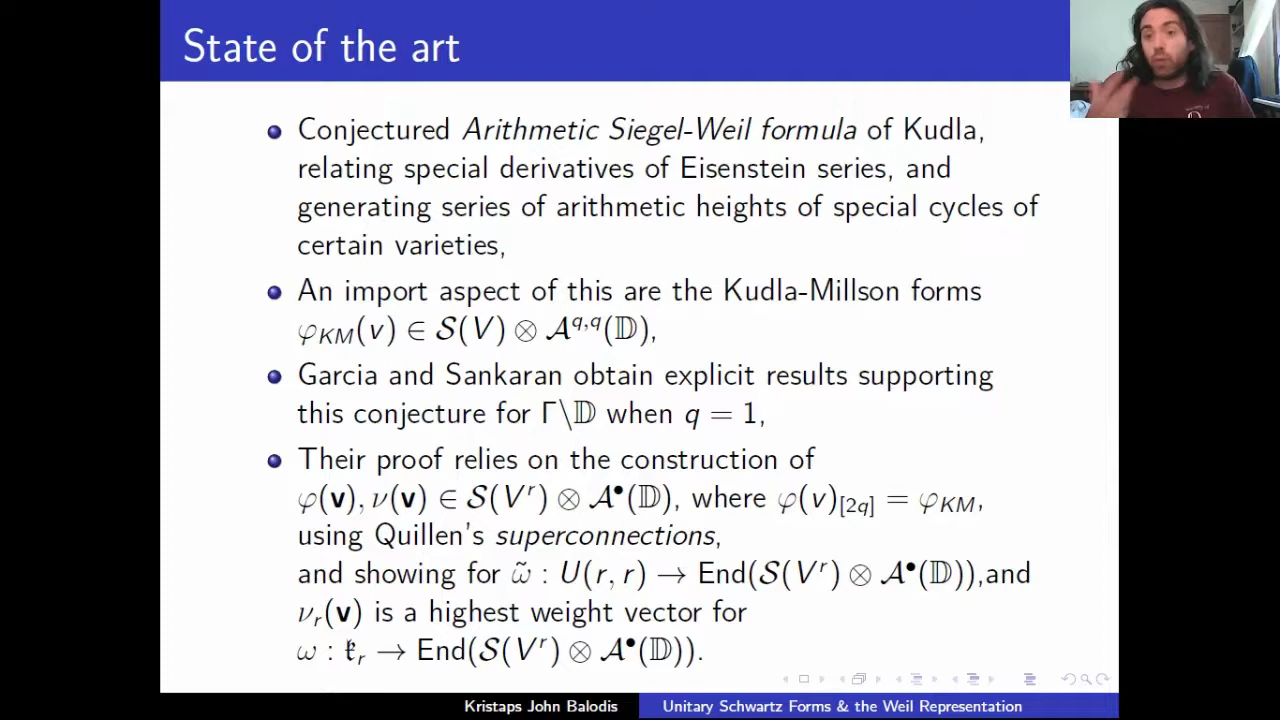 State of the art
Conjectured Arithmetic Siegel-Weil formula of Kudla,
relating special derivatives of Eisenstein series, and
generating series of arithmetic heights of special cycles of
certain varieties,
An import aspect of this are the Kudla-Millson forms
φ_KM(v) ∈ 𝒮(V) ⊗ 𝒜^{q,q}(𝔻),
Garcia and Sankaran obtain explicit results supporting
this conjecture for Γ\𝔻 when q = 1,
Their proof relies on the construction of
φ(𝐯), ν(𝐯) ∈ 𝒮(V^r) ⊗ 𝒜^•(𝔻), where φ(v)_{[2q]} = φ_KM,
using Quillen's superconnections,
and showing for ω̃ : U(r, r) → End(𝒮(V^r) ⊗ 𝒜^•(𝔻)),and
ν_r(𝐯) is a highest weight vector for
ω : 𝔨_r → End(𝒮(V^r) ⊗ 𝒜^•(𝔻)).
Kristaps John Balodis Unitary Schwartz Forms & the Weil Representation